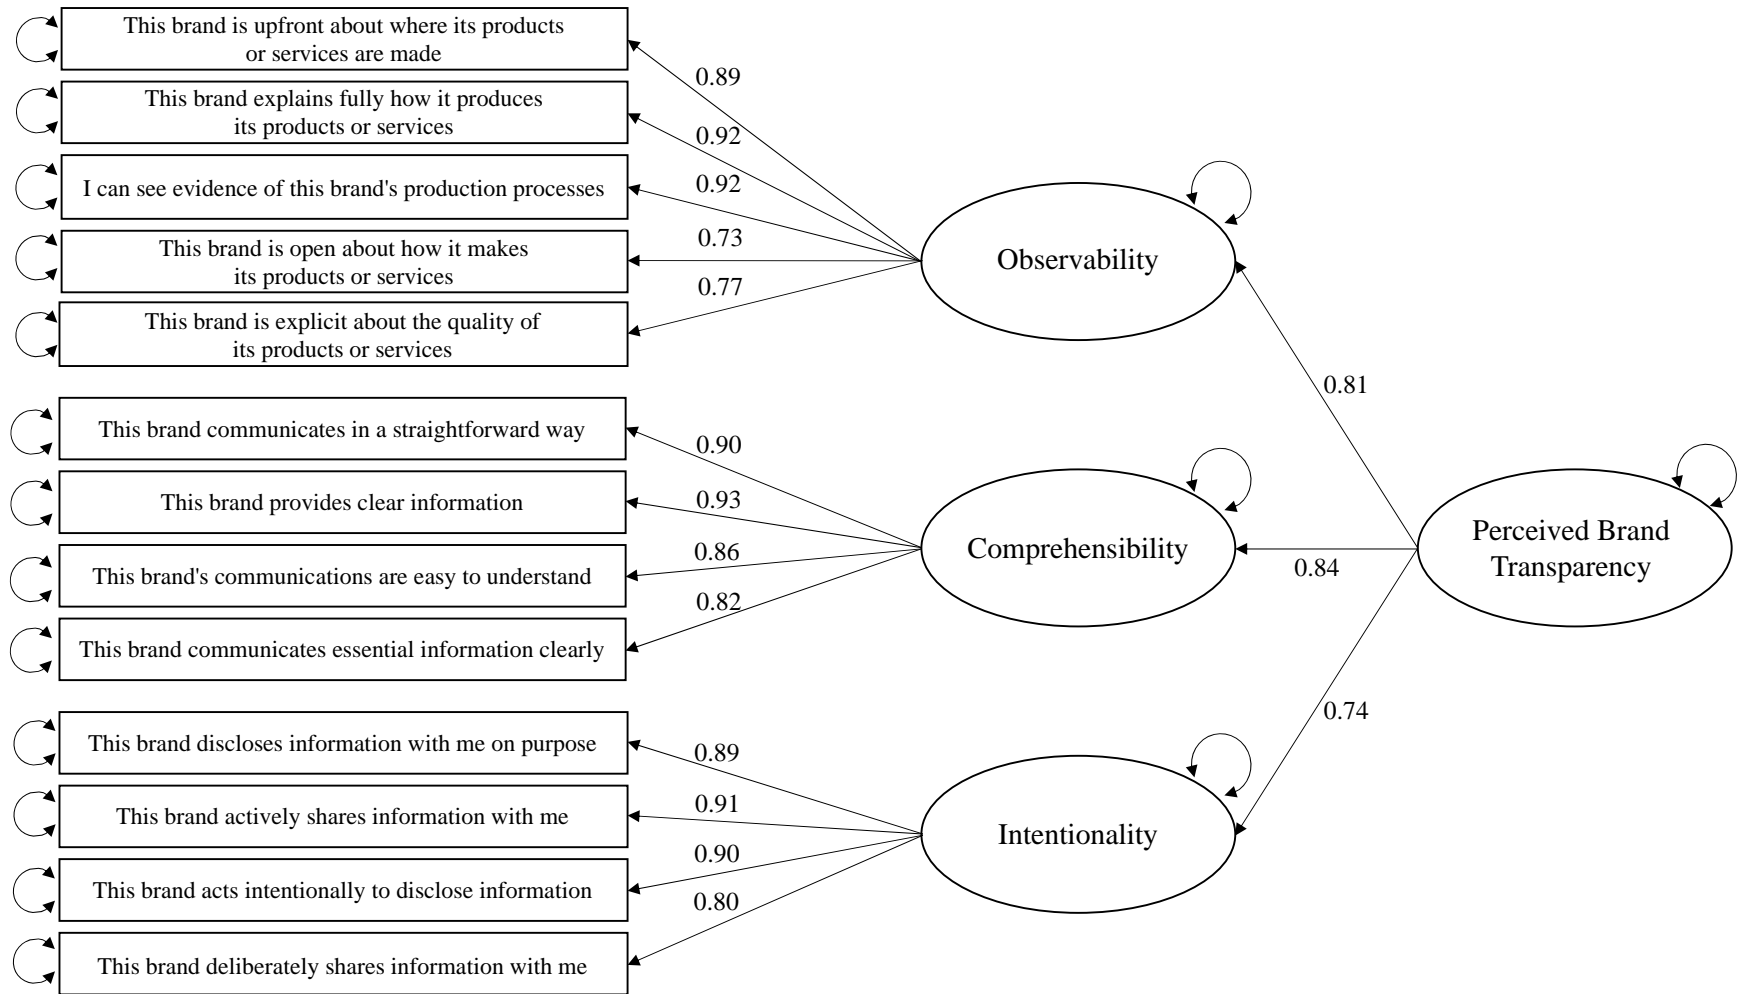 This brand is upfront about where its products
or services are made
This brand explains fully how it produces
its products or services
I can see evidence of this brand's production processes
This brand is open about how it makes
its products or services
This brand is explicit about the quality of
its products or services
0.89
0.92
0.92
0.73
0.77
Observability
0.81
This brand communicates in a straightforward way
This brand provides clear information
This brand's communications are easy to understand
This brand communicates essential information clearly
0.90
0.93
0.86
0.82
Comprehensibility
0.84
Perceived Brand
Transparency
This brand discloses information with me on purpose
This brand actively shares information with me
This brand acts intentionally to disclose information
This brand deliberately shares information with me
0.89
0.91
0.90
0.80
Intentionality
0.74